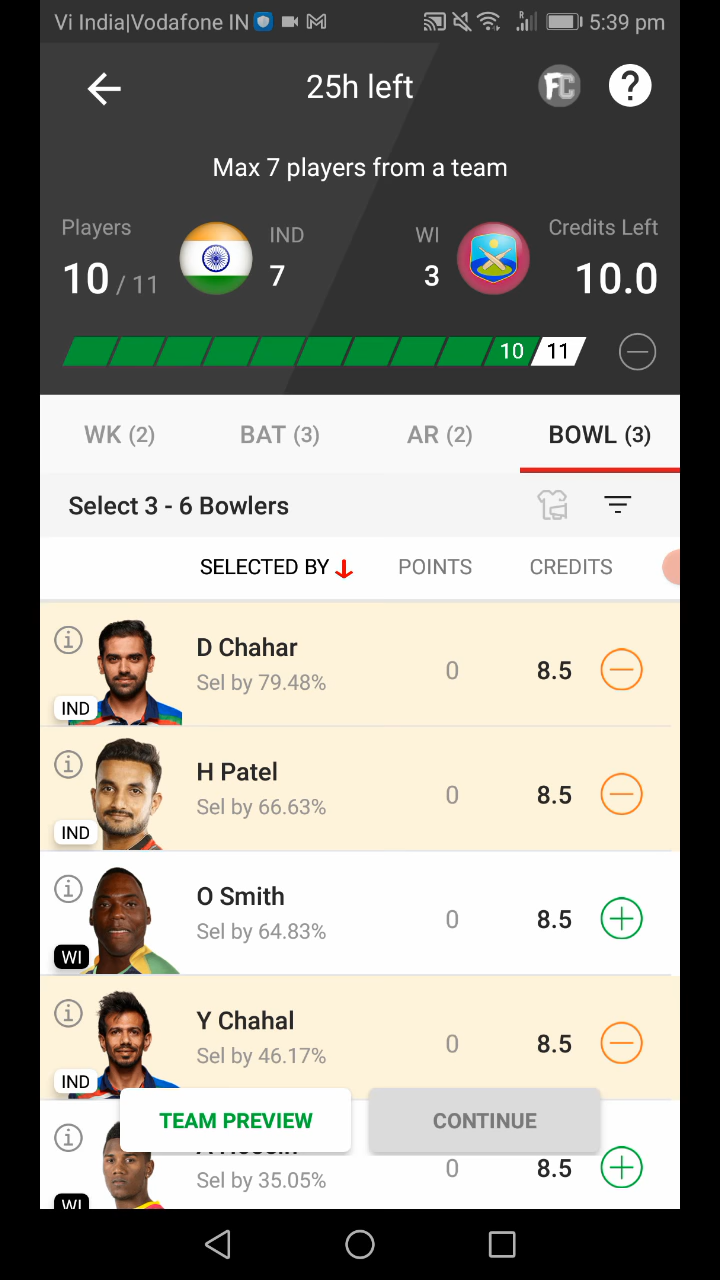 Vi India|Vodafone IN 5:39 pm
25h left
FC ?
Max 7 players from a team
Players IND WI Credits Left
10 / 11 7 3 10.0
10 11
WK (2) BAT (3) AR (2) BOWL (3)
Select 3 - 6 Bowlers
SELECTED BY POINTS CREDITS
D Chahar
Sel by 79.48% 0 8.5
IND
H Patel
Sel by 66.63% 0 8.5
IND
O Smith
Sel by 64.83% 0 8.5
WI
Y Chahal
Sel by 46.17% 0 8.5
IND
TEAM PREVIEW CONTINUE
Sel by 35.05% 0 8.5
WI